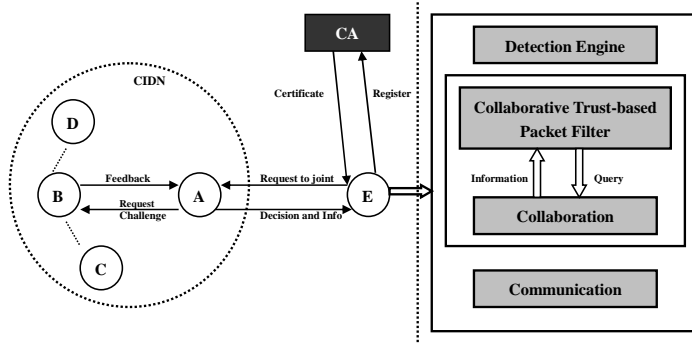 CA
Detection Engine
CIDN
Certificate
Register
D
Collaborative Trust-based
Packet Filter
Feedback
Request to joint
B
A
E
Information
Query
Request
Challenge
Decision and Info
Collaboration
C
Communication